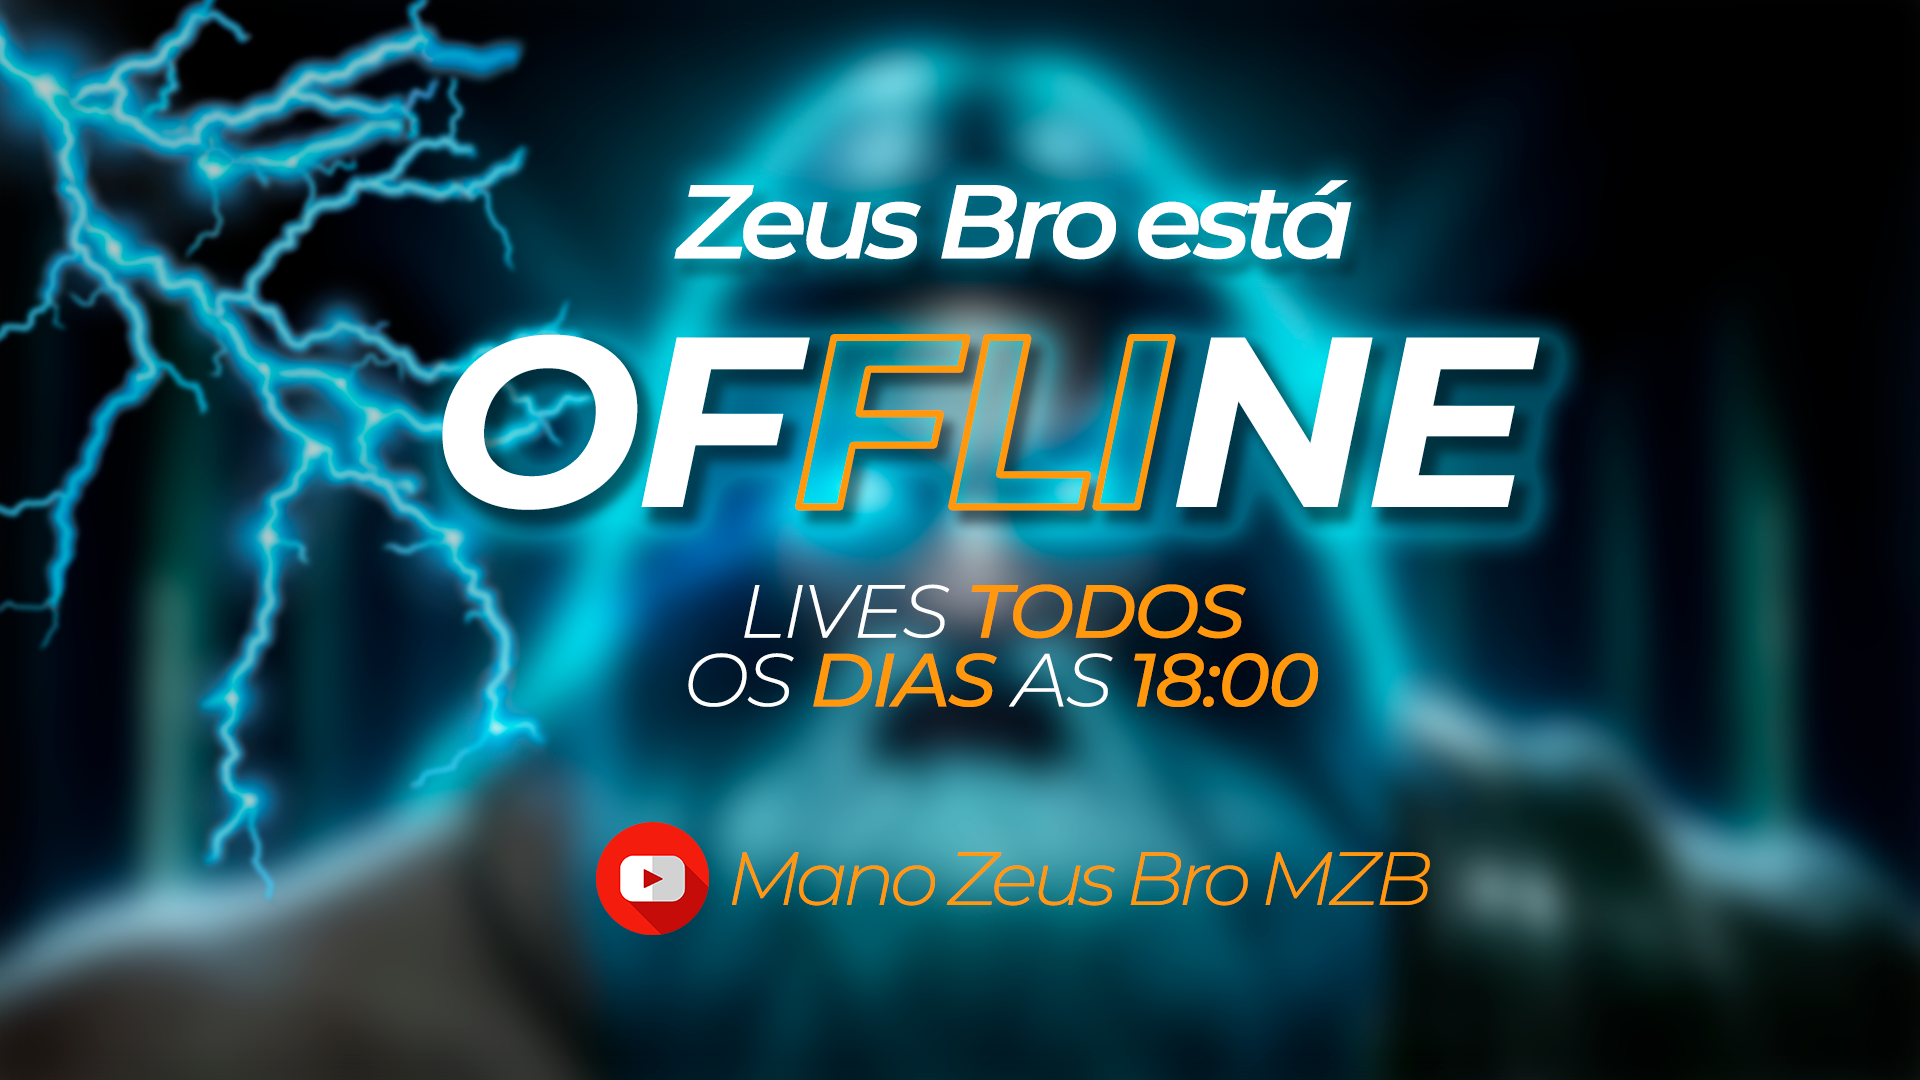 Zeus Bro está
OFFLINE
LIVES TODOS
OS DIAS AS 18:00
Mano Zeus Bro MZB